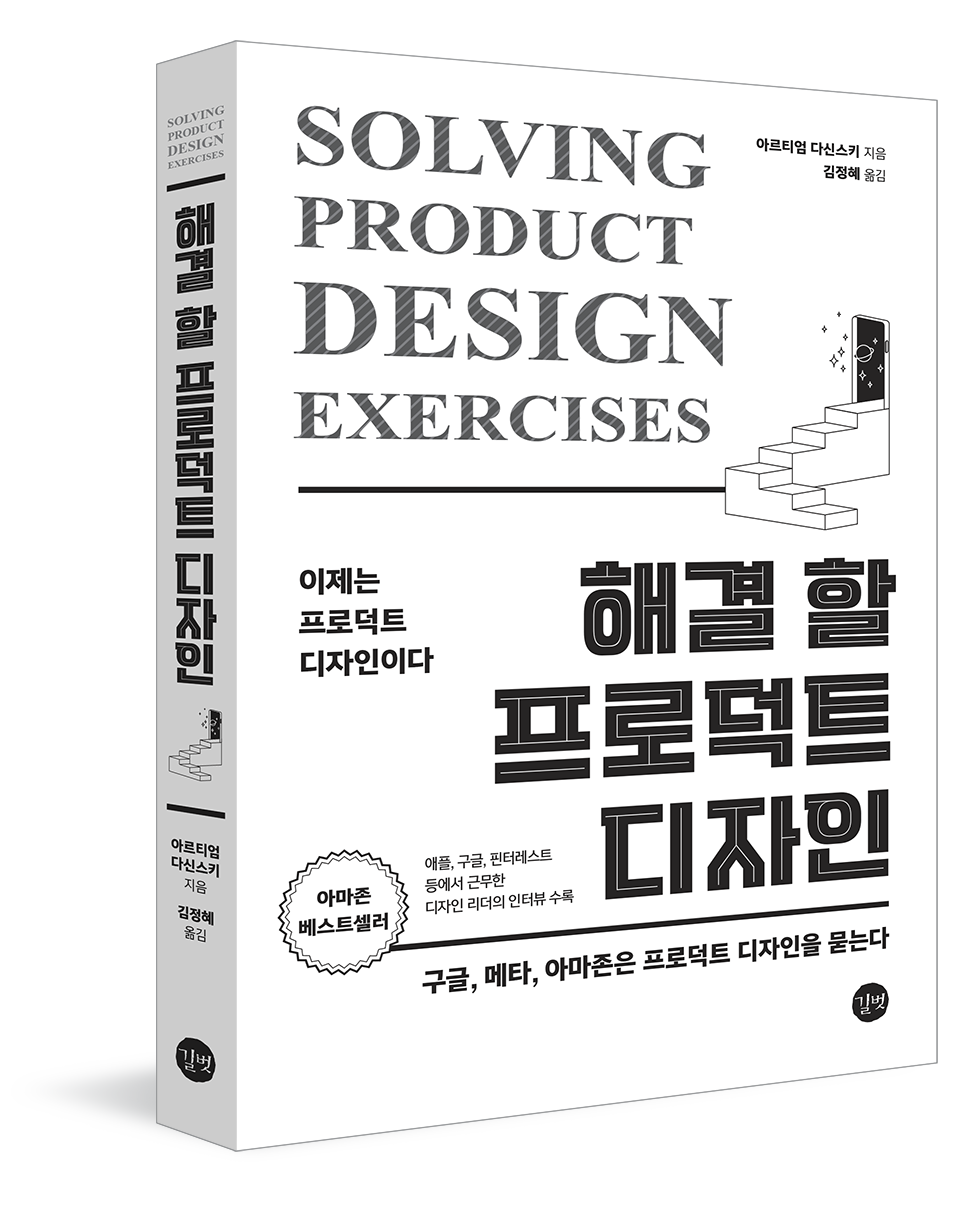 SOLVING
PRODUCT
DESIGN
EXERCISES
해결 할 프로덕트 디자인
아르티엄
다신스키
지음
김정혜
옮김
길벗
SOLVING
PRODUCT
DESIGN
EXERCISES
아르티엄 다신스키 지음
김정혜 옮김
이제는
프로덕트
디자인이다
해결 할
프로덕트
디자인
아마존
베스트셀러
애플, 구글, 핀터레스트
등에서 근무한
디자인 리더의 인터뷰 수록
구글, 메타, 아마존은 프로덕트 디자인을 묻는다
길벗